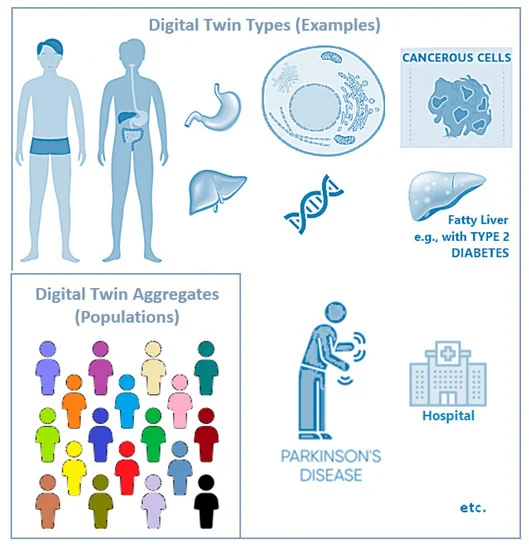 Digital Twin Types (Examples)
CANCEROUS CELLS
Fatty Liver
e.g., with TYPE 2
DIABETES
Digital Twin Aggregates
(Populations)
Hospital
PARKINSON'S
DISEASE
etc.